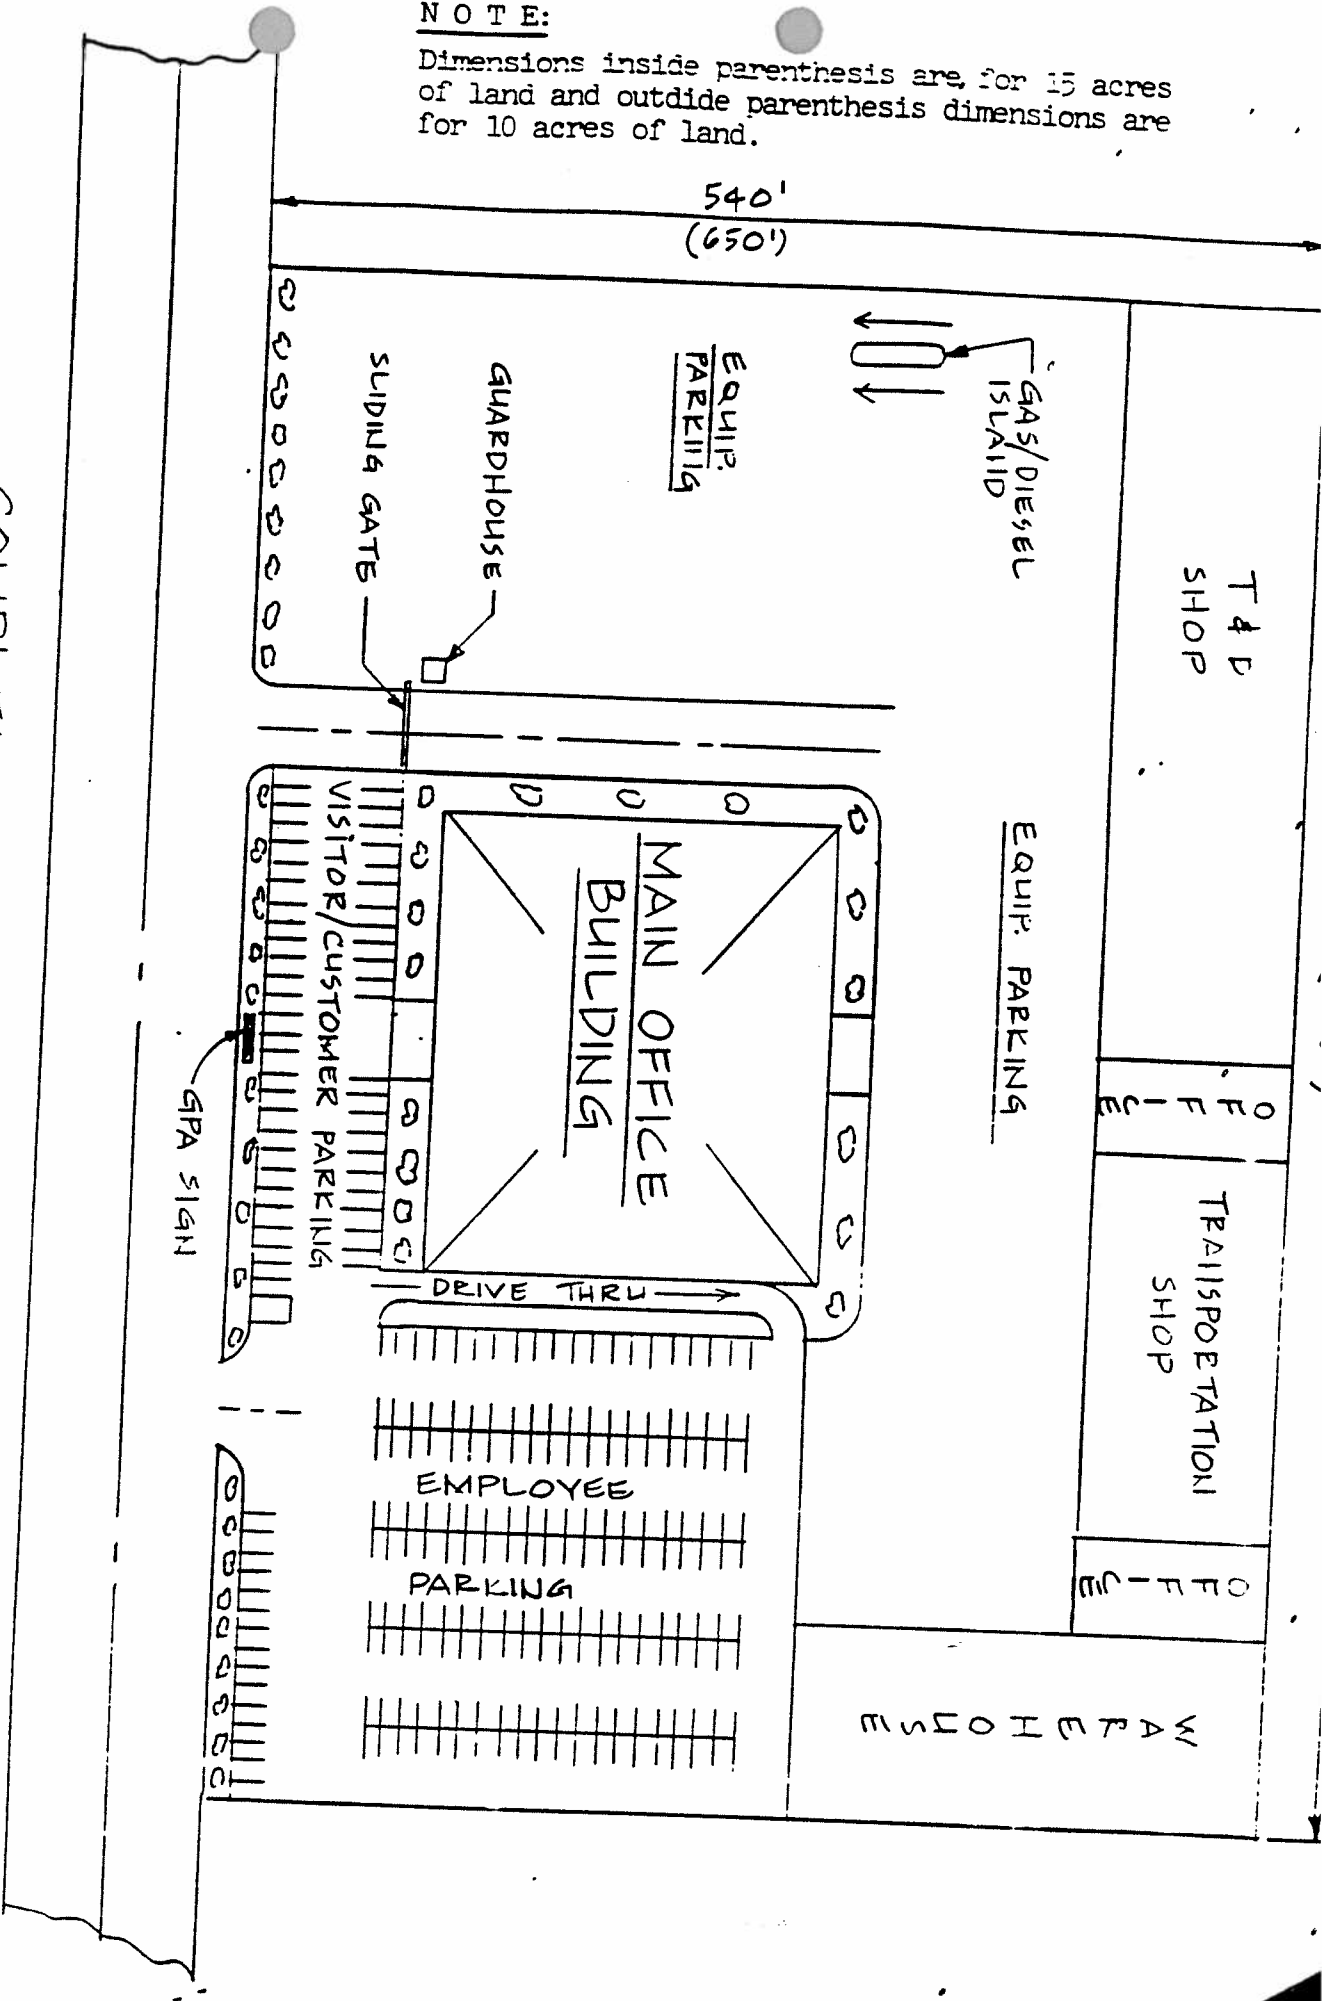 N O T E:
Dimensions inside parenthesis are for 15 acres
of land and outdide parenthesis dimensions are
for 10 acres of land.
540'
(650')
GAS/DIESEL
ISLAND
EQUIP.
PARKING
GUARDHOUSE
SLIDING GATE
T & D
SHOP
EQUIP. PARKING
MAIN OFFICE
BUILDING
VISITOR/CUSTOMER PARKING
GPA SIGN
OFFICE
TRANSPORTATION
SHOP
DRIVE THRU
EMPLOYEE
PARKING
OFFICE
WAREHOUSE